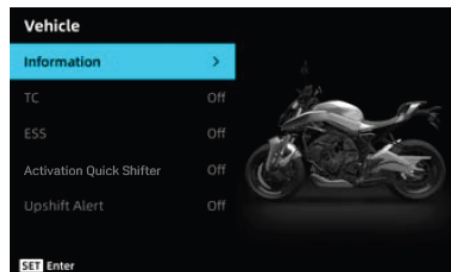 Vehicle
Information >
TC Off
ESS Off
Activation Quick Shifter Off
Upshift Alert Off
SET Enter